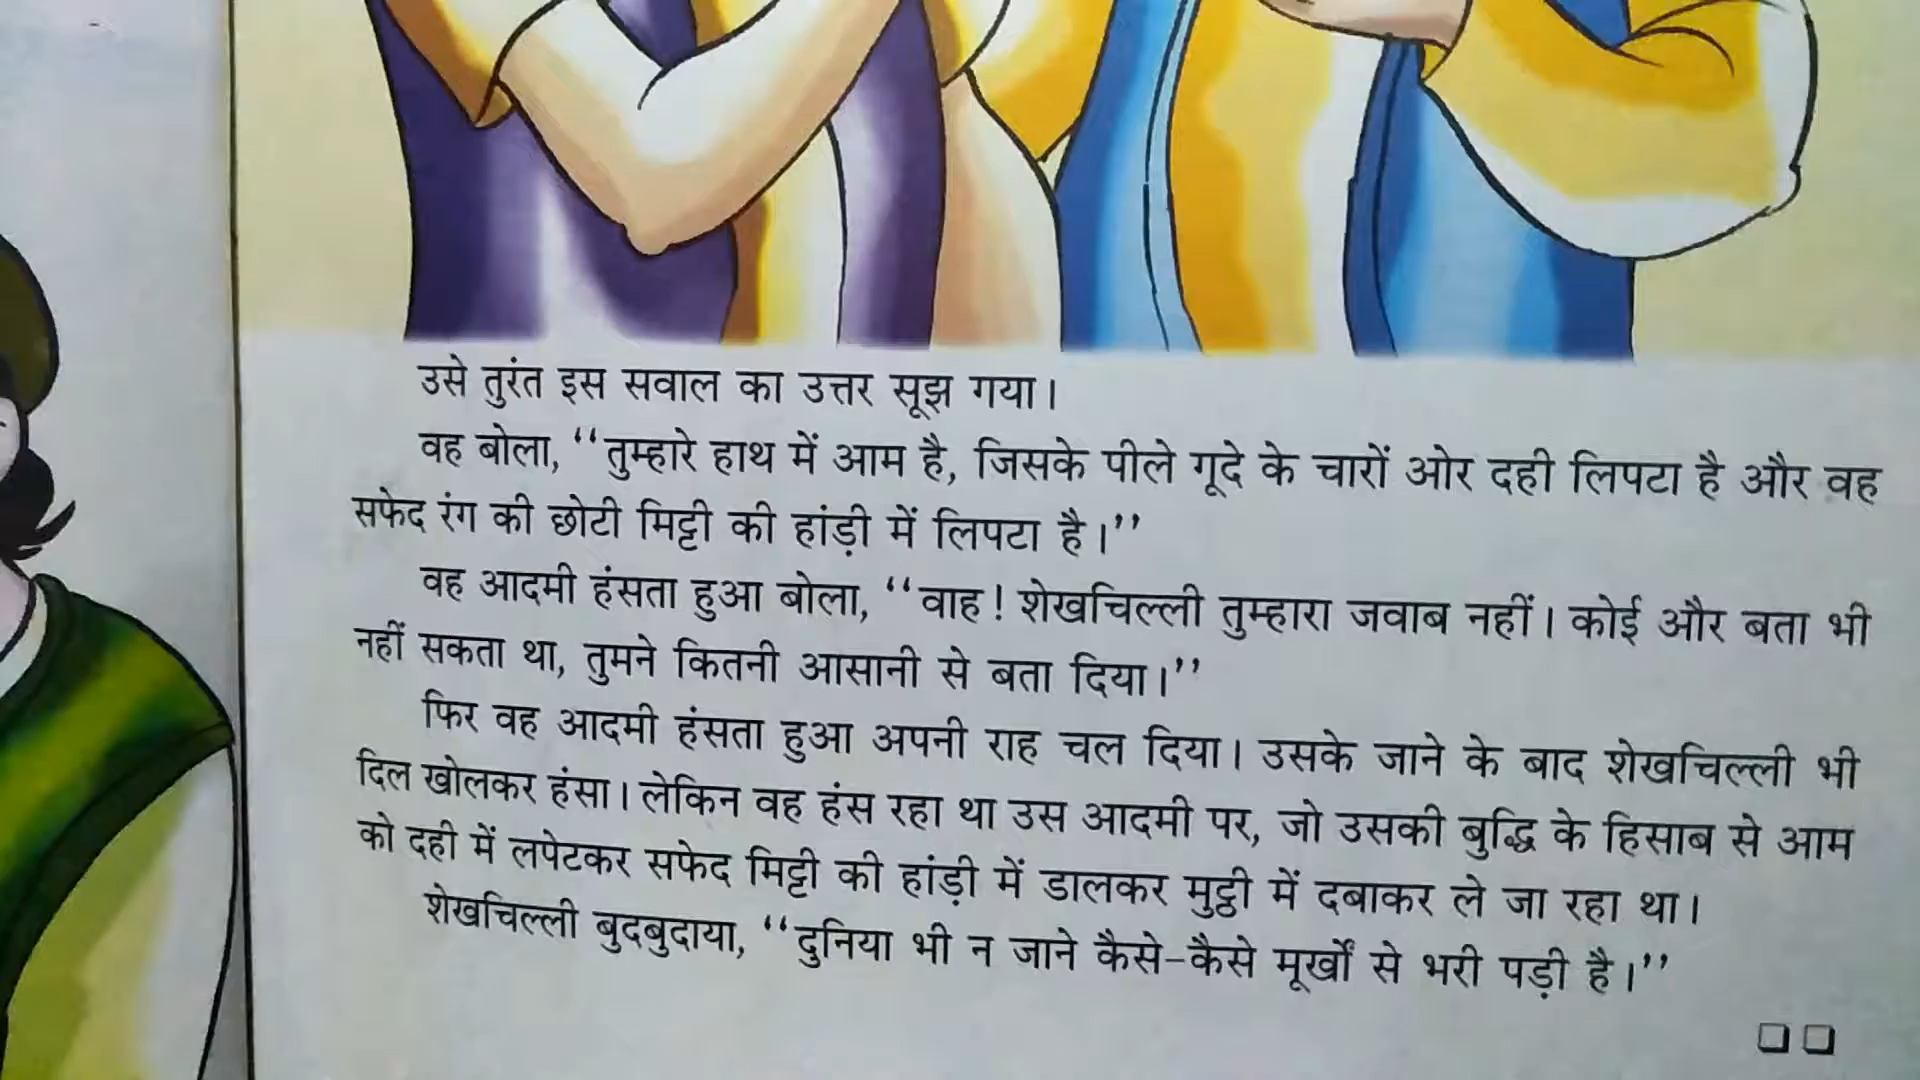 उसे तुरंत इस सवाल का उत्तर सूझ गया।
वह बोला, ‘‘तुम्हारे हाथ में आम है, जिसके पीले गूदे के चारों ओर दही लिपटा है और वह
सफेद रंग की छोटी मिट्टी की हांड़ी में लिपटा है।’’
वह आदमी हंसता हुआ बोला, ‘‘वाह! शेखचिल्ली तुम्हारा जवाब नहीं। कोई और बता भी
नहीं सकता था, तुमने कितनी आसानी से बता दिया।’’
फिर वह आदमी हंसता हुआ अपनी राह चल दिया। उसके जाने के बाद शेखचिल्ली भी
दिल खोलकर हंसा। लेकिन वह हंस रहा था उस आदमी पर, जो उसकी बुद्धि के हिसाब से आम
को दही में लपेटकर सफेद मिट्टी की हांड़ी में डालकर मुट्ठी में दबाकर ले जा रहा था।
शेखचिल्ली बुदबुदाया, ‘‘दुनिया भी न जाने कैसे-कैसे मूर्खों से भरी पड़ी है।’’